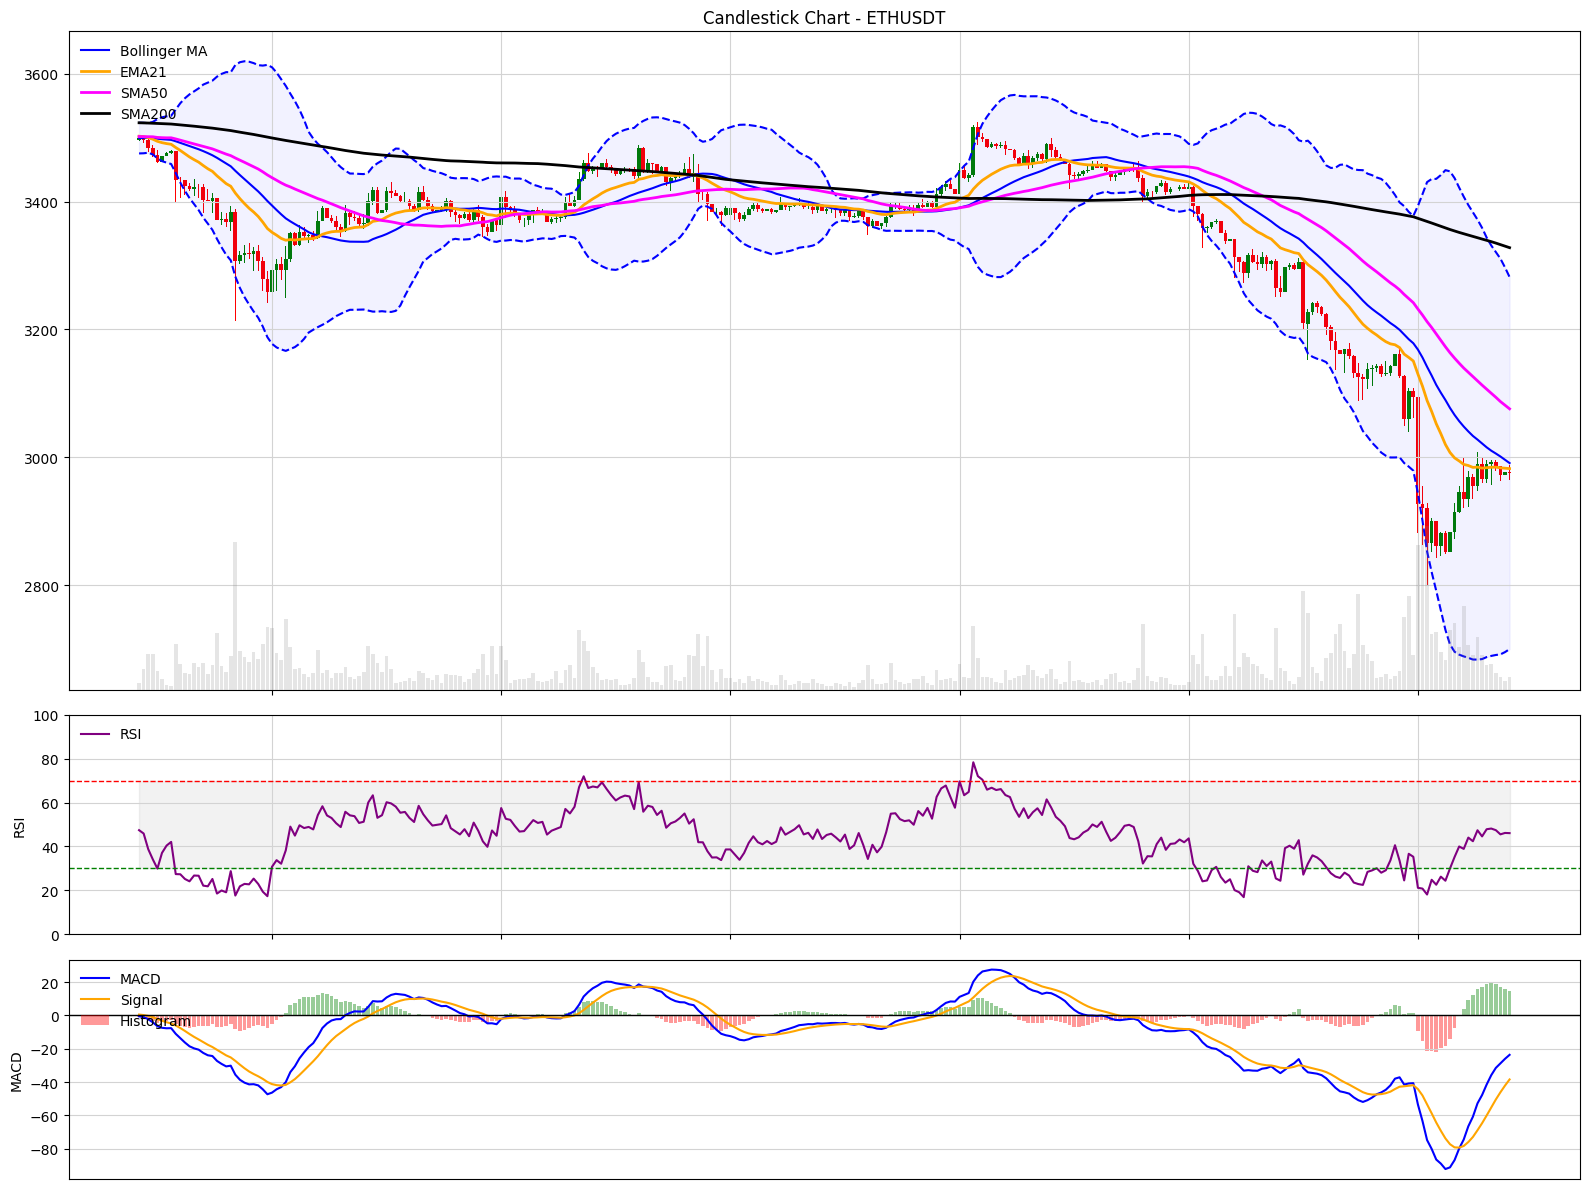 Candlestick Chart - ETHUSDT
Bollinger MA
EMA21
SMA50
SMA200
3600
3400
3200
3000
2800
RSI
RSI
100
80
60
40
20
0
MACD
Signal
Histogram
MACD
20
0
−20
−40
−60
−80